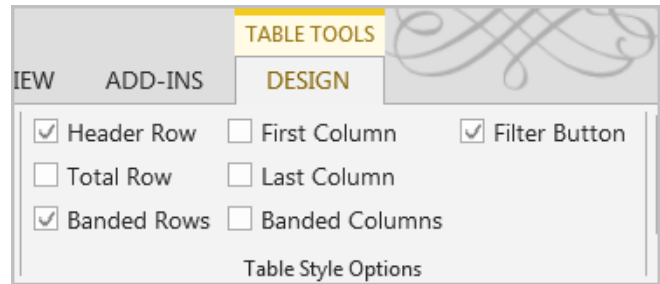 TABLE TOOLS
IEW ADD-INS DESIGN
Header Row First Column Filter Button
Total Row Last Column
Banded Rows Banded Columns
Table Style Options